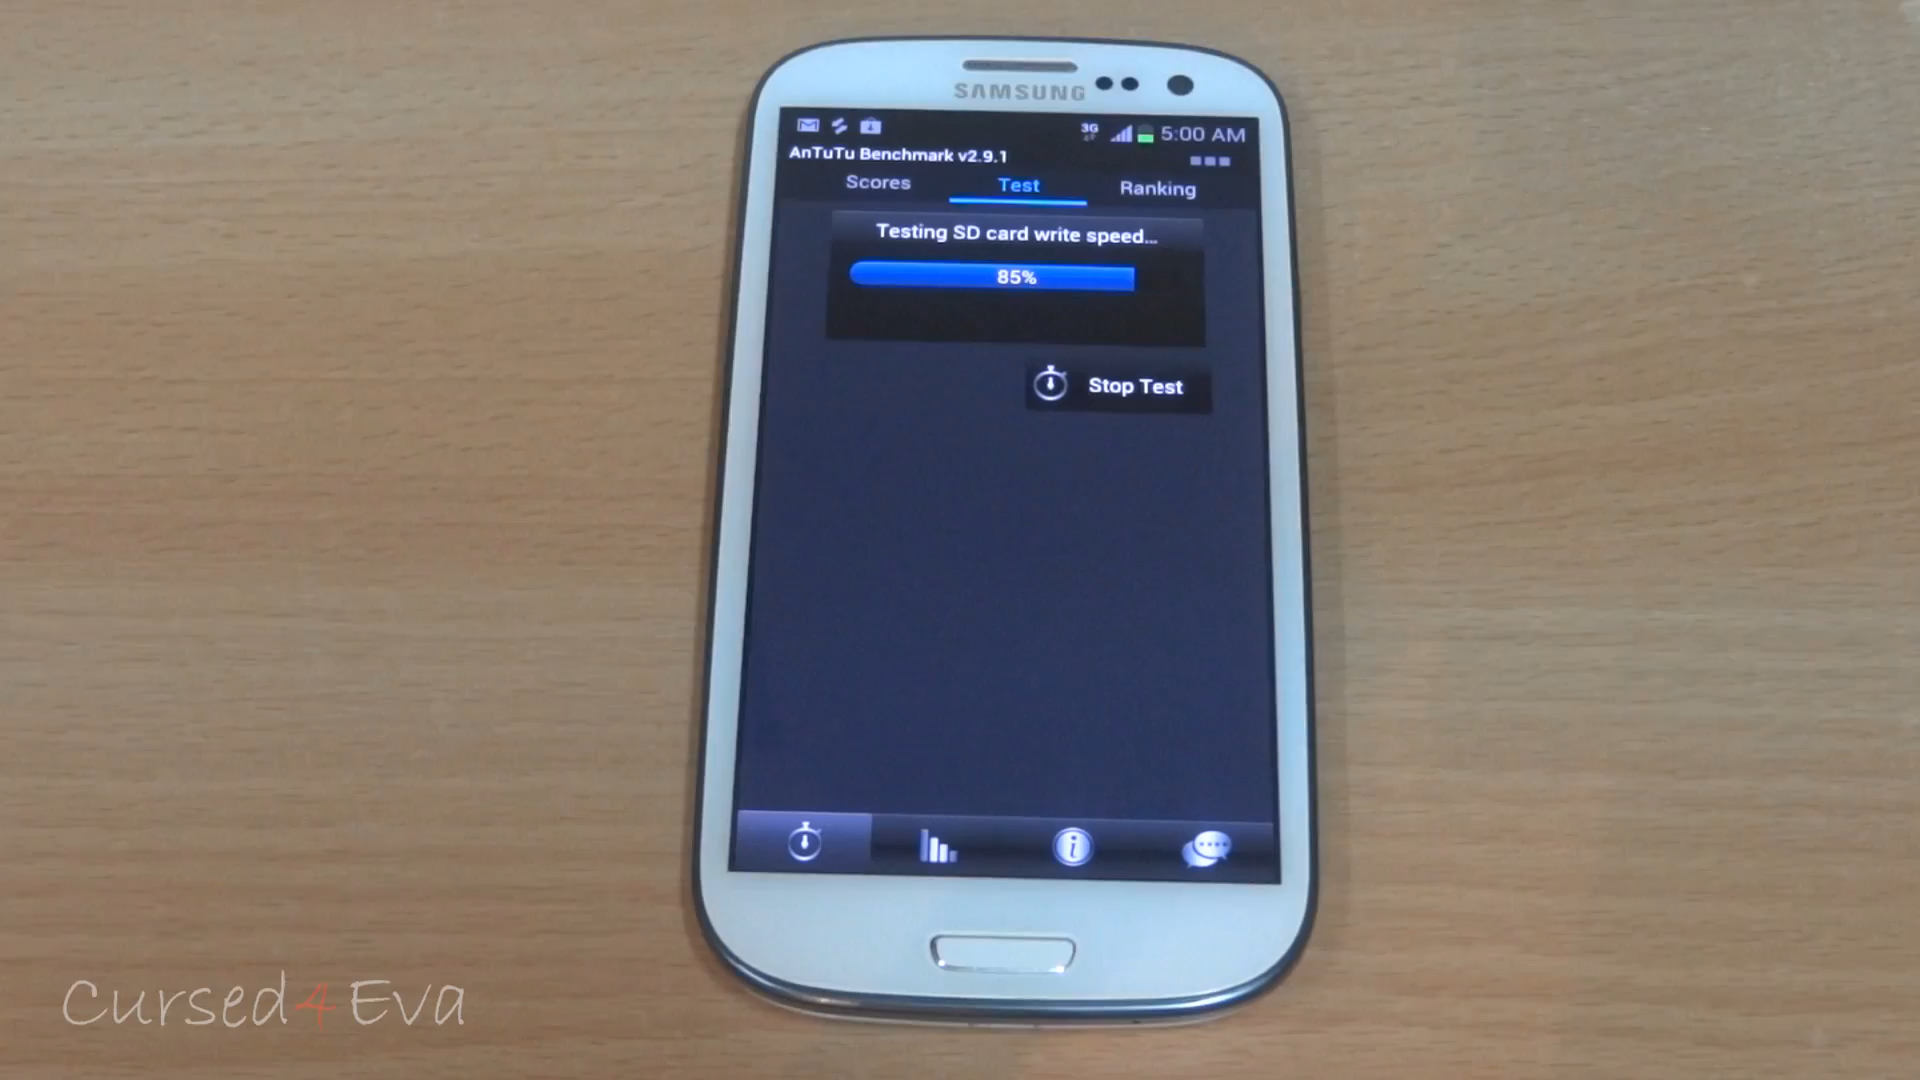 SAMSUNG
3G 5:00 AM
AnTuTu Benchmark v2.9.1
Scores Test Ranking
Testing SD card write speed...
85%
Stop Test
Cursed4Eva